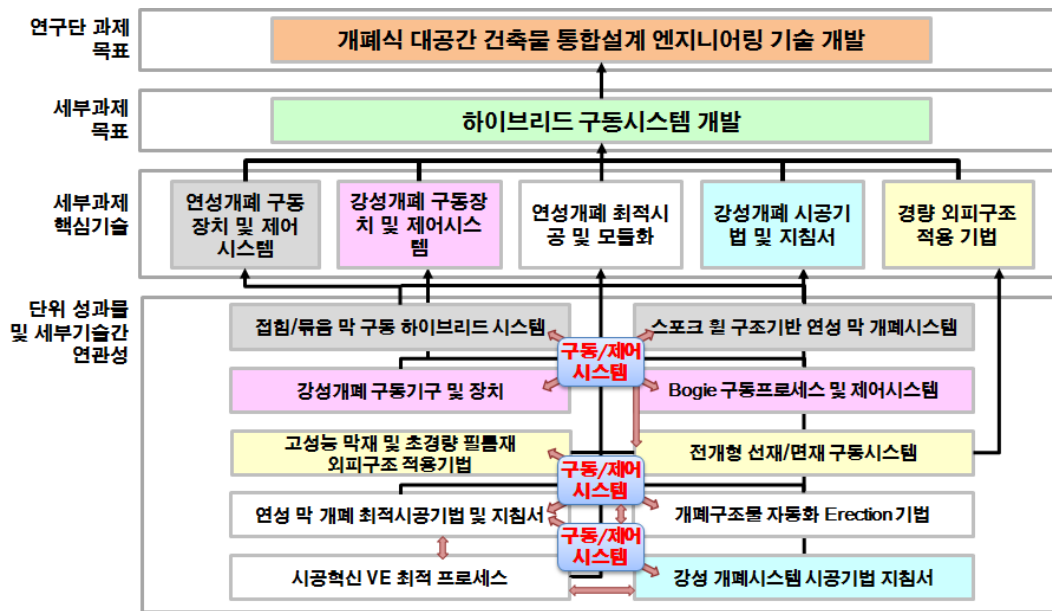 연구단 과제
목표
개폐식 대공간 건축물 통합설계 엔지니어링 기술 개발
세부과제
목표
하이브리드 구동시스템 개발
세부과제
핵심기술
연성개폐 구동
장치 및 제어
시스템
강성개폐 구동장
치 및 제어시스
템
연성개폐 최적시
공 및 모듈화
강성개폐 시공기
법 및 지침서
경량 외피구조
적용 기법
단위 성과물
및 세부기술간
연관성
접힘/묶음 막 구동 하이브리드 시스템
스포크 휠 구조기반 연성 막 개폐시스템
구동/제어
시스템
강성개폐 구동기구 및 장치
Bogie 구동프로세스 및 제어시스템
고성능 막재 및 초경량 필름재
외피구조 적용기법
전개형 선재/면재 구동시스템
구동/제어
시스템
연성 막 개폐 최적시공기법 및 지침서
개폐구조물 자동화 Erection 기법
구동/제어
시스템
시공혁신 VE 최적 프로세스
강성 개폐시스템 시공기법 지침서